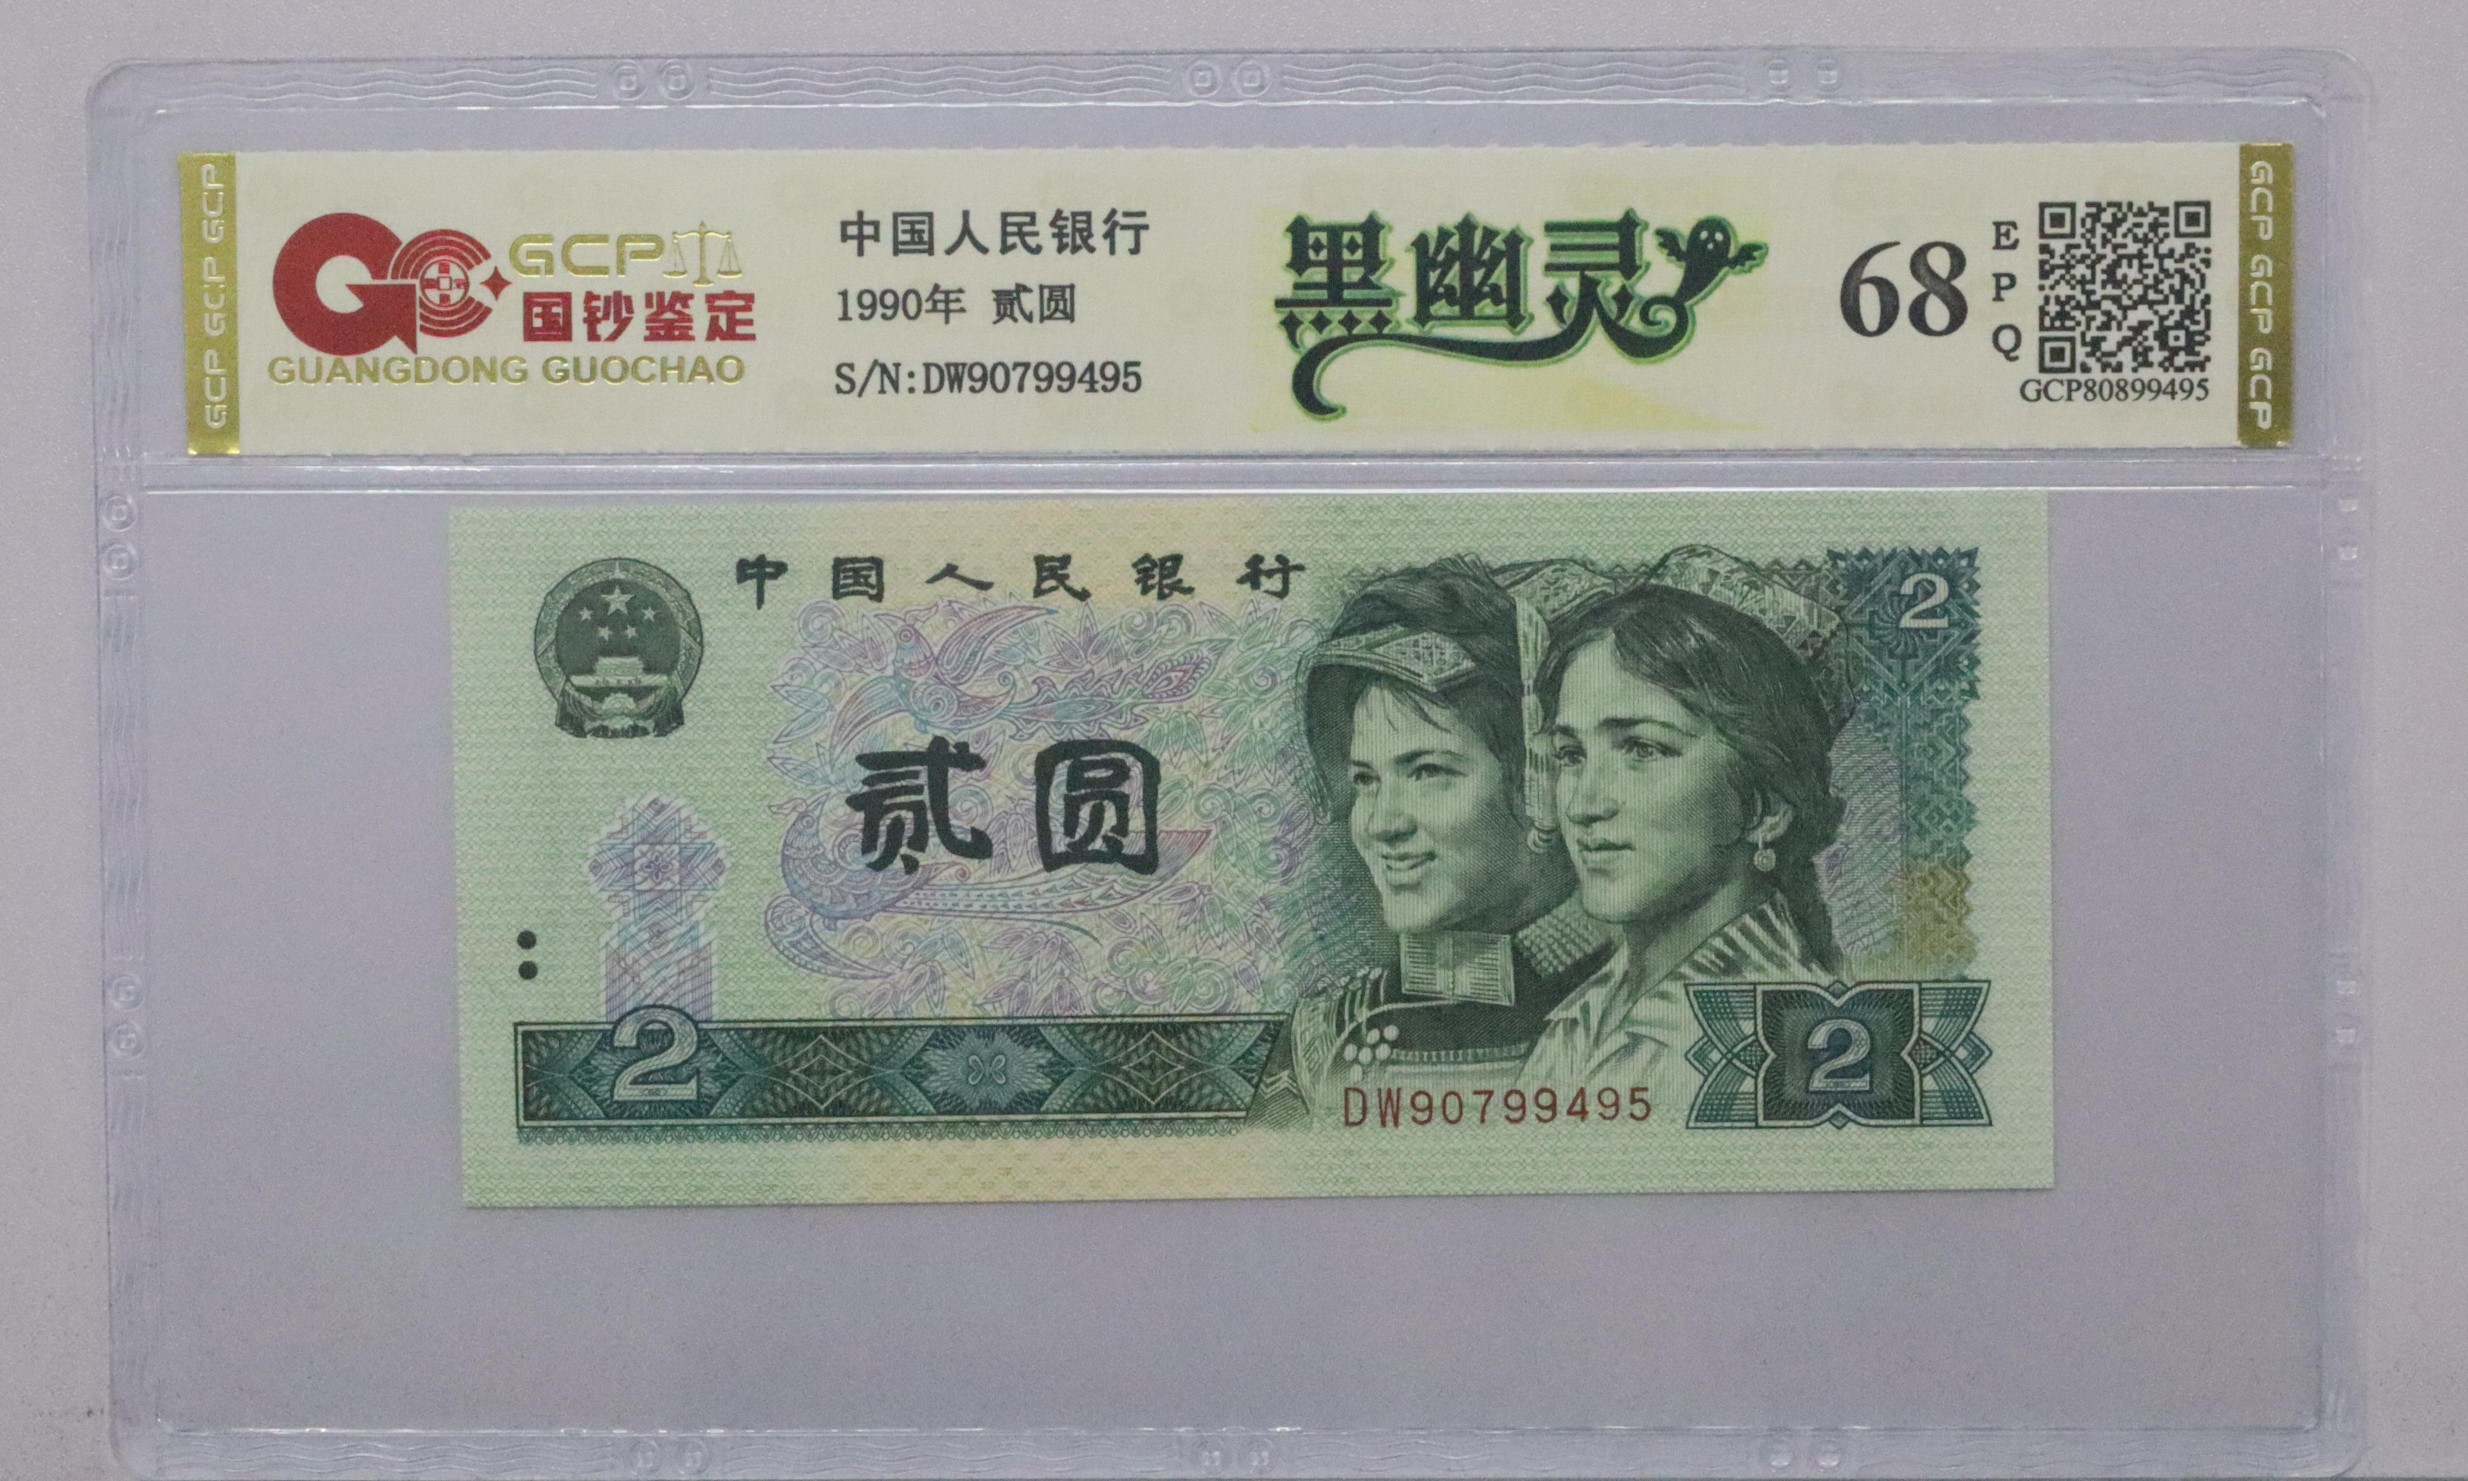 GCP GCP GCP
GCP
国钞鉴定
GUANGDONG GUOCHAO
中国人民银行
1990年 贰圆
S/N:DW90799495
黑幽灵
68
EPQ
GCP80899495
GCP GCP GCP
中国人民银行
2
贰圆
2
DW90799495
2